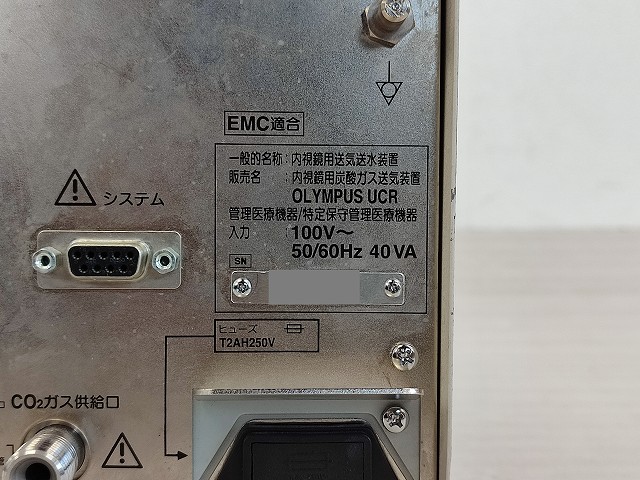 EMC適合
一般的名称：内視鏡用送気送水装置
販売名：内視鏡用炭酸ガス送気装置
OLYMPUS UCR
管理医療機器/特定保守管理医療機器
入力：100V～
50/60Hz 40VA
SN
システム
ヒューズ
T2AH250V
CO₂ガス供給口